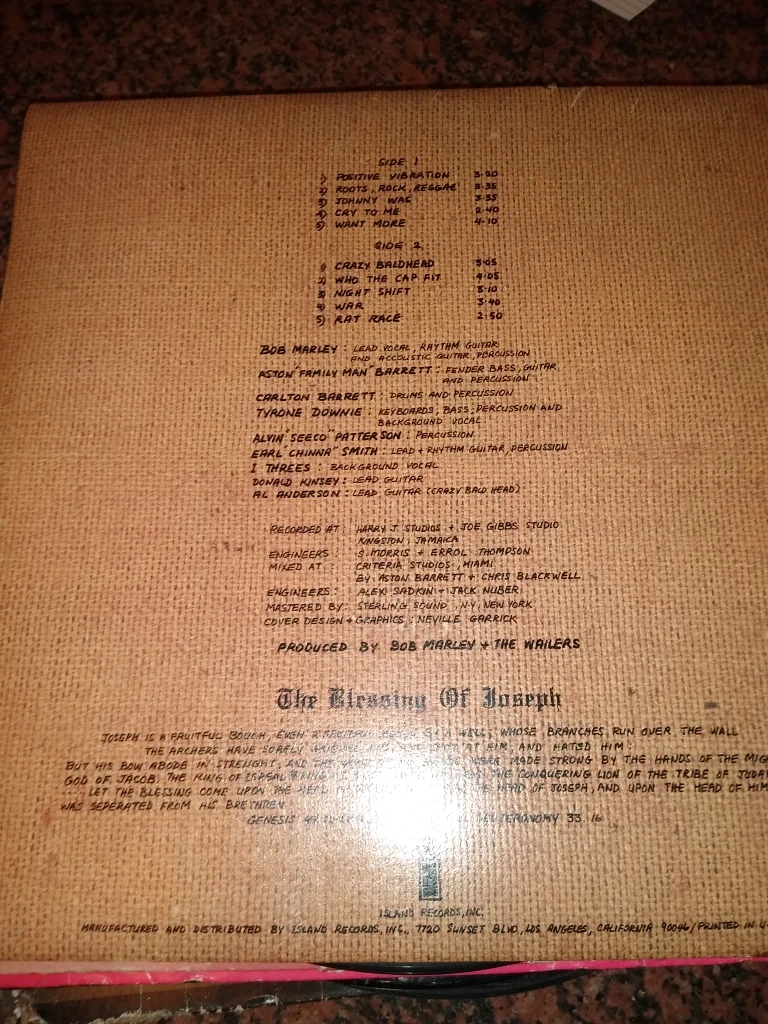 SIDE 1
1) POSITIVE VIBRATION 3·20
2) ROOTS, ROCK, REGGAE 3·35
3) JOHNNY WAS 3·35
4) CRY TO ME 2·40
5) WANT MORE 4·10
SIDE 2
1) CRAZY BALDHEAD 3·05
2) WHO THE CAP FIT 4·05
3) NIGHT SHIFT 3·10
4) WAR 3·40
5) RAT RACE 2·50
BOB MARLEY: LEAD VOCAL, RHYTHM GUITAR
AND ACCOUSTIC GUITAR, PERCUSSION
ASTON "FAMILY MAN" BARRETT: FENDER BASS, GUITAR
AND PERCUSSION
CARLTON BARRETT: DRUMS AND PERCUSSION
TYRONE DOWNIE: KEYBOARDS, BASS, PERCUSSION AND
BACKGROUND VOCAL
ALVIN "SEECO" PATTERSON: PERCUSSION
EARL "CHINNA" SMITH: LEAD + RHYTHM GUITAR, PERCUSSION
I THREES: BACKGROUND VOCAL
DONALD KINSEY: LEAD GUITAR
AL ANDERSON: LEAD GUITAR (CRAZY BALD HEAD)
RECORDED AT: HARRY J. STUDIOS + JOE GIBBS STUDIO
KINGSTON, JAMAICA
ENGINEERS: S. MORRIS + ERROL THOMPSON
MIXED AT: CRITERIA STUDIOS, MIAMI
BY ASTON BARRETT + CHRIS BLACKWELL
ENGINEERS: ALEX SADKIN + JACK NUBER
MASTERED BY: STERLING SOUND, N.Y., NEW YORK
COVER DESIGN + GRAPHICS: NEVILLE GARRICK
PRODUCED BY BOB MARLEY + THE WAILERS
The Blessing Of Joseph
JOSEPH IS A FRUITFUL BOUGH, EVEN A WELL; WHOSE BRANCHES RUN OVER THE WALL
THE ARCHERS HAVE SORELY AT HIM, AND HATED HIM:
BUT HIS BOW ABODE IN STRENGHT, AND THE WERE MADE STRONG BY THE HANDS OF THE
GOD OF JACOB, THE KING OF THE CONQUERING LION OF THE TRIBE OF
.... LET THE BLESSING COME UPON THE HEAD OF JOSEPH, AND UPON THE HEAD OF HIM
WAS SEPERATED FROM HIS BRETHREN
GENESIS DEUTERONOMY 33.16
ISLAND RECORDS, INC.
MANUFACTURED AND DISTRIBUTED BY ISLAND RECORDS, INC., 7720 SUNSET BLVD, LOS ANGELES, CALIFORNIA 90046/PRINTED IN